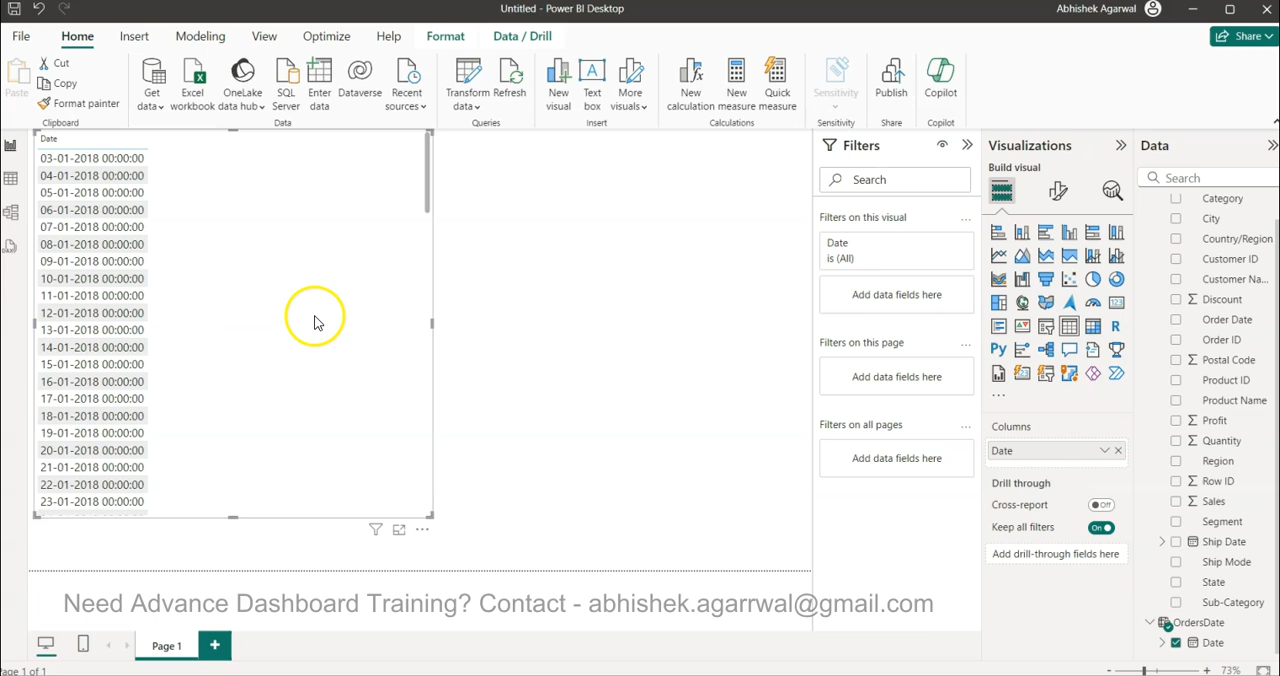 Untitled - Power BI Desktop
Abhishek Agarwal
File Home Insert Modeling View Optimize Help Format Data / Drill
Share
Paste
Cut
Copy
Format painter
Clipboard
Get data
Excel workbook
OneLake data hub
SQL Server
Enter data
Dataverse
Recent sources
Data
Transform data
Refresh
Queries
New visual
Text box
More visuals
Insert
New calculation
New measure
Quick measure
Calculations
Sensitivity
Sensitivity
Publish
Share
Copilot
Copilot
Date
03-01-2018 00:00:00
04-01-2018 00:00:00
05-01-2018 00:00:00
06-01-2018 00:00:00
07-01-2018 00:00:00
08-01-2018 00:00:00
09-01-2018 00:00:00
10-01-2018 00:00:00
11-01-2018 00:00:00
12-01-2018 00:00:00
13-01-2018 00:00:00
14-01-2018 00:00:00
15-01-2018 00:00:00
16-01-2018 00:00:00
17-01-2018 00:00:00
18-01-2018 00:00:00
19-01-2018 00:00:00
20-01-2018 00:00:00
21-01-2018 00:00:00
22-01-2018 00:00:00
23-01-2018 00:00:00
Filters
Search
Filters on this visual ...
Date
is (All)
Add data fields here
Filters on this page ...
Add data fields here
Filters on all pages ...
Add data fields here
Visualizations
Build visual
R
Py
...
Columns
Date
Drill through
Cross-report Off
Keep all filters On
Add drill-through fields here
Data
Search
Category
City
Country/Region
Customer ID
Customer Na...
Discount
Order Date
Order ID
Postal Code
Product ID
Product Name
Profit
Quantity
Region
Row ID
Sales
Segment
Ship Date
Ship Mode
State
Sub-Category
OrdersDate
Date
Need Advance Dashboard Training? Contact - abhishek.agarrwal@gmail.com
Page 1 +
age 1 of 1
- + 73%